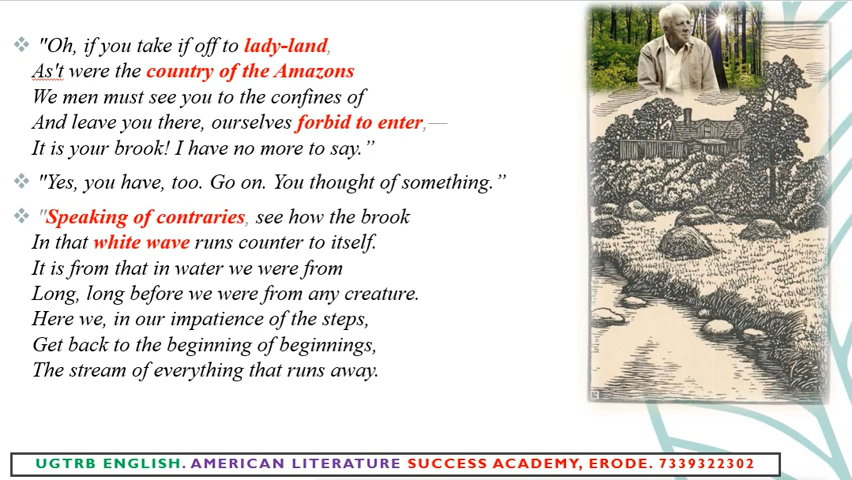 "Oh, if you take if off to lady-land,
As't were the country of the Amazons
We men must see you to the confines of
And leave you there, ourselves forbid to enter,—
It is your brook! I have no more to say.”
"Yes, you have, too. Go on. You thought of something.”
"Speaking of contraries, see how the brook
In that white wave runs counter to itself.
It is from that in water we were from
Long, long before we were from any creature.
Here we, in our impatience of the steps,
Get back to the beginning of beginnings,
The stream of everything that runs away.
UGTRB ENGLISH. AMERICAN LITERATURE SUCCESS ACADEMY, ERODE. 7339322302